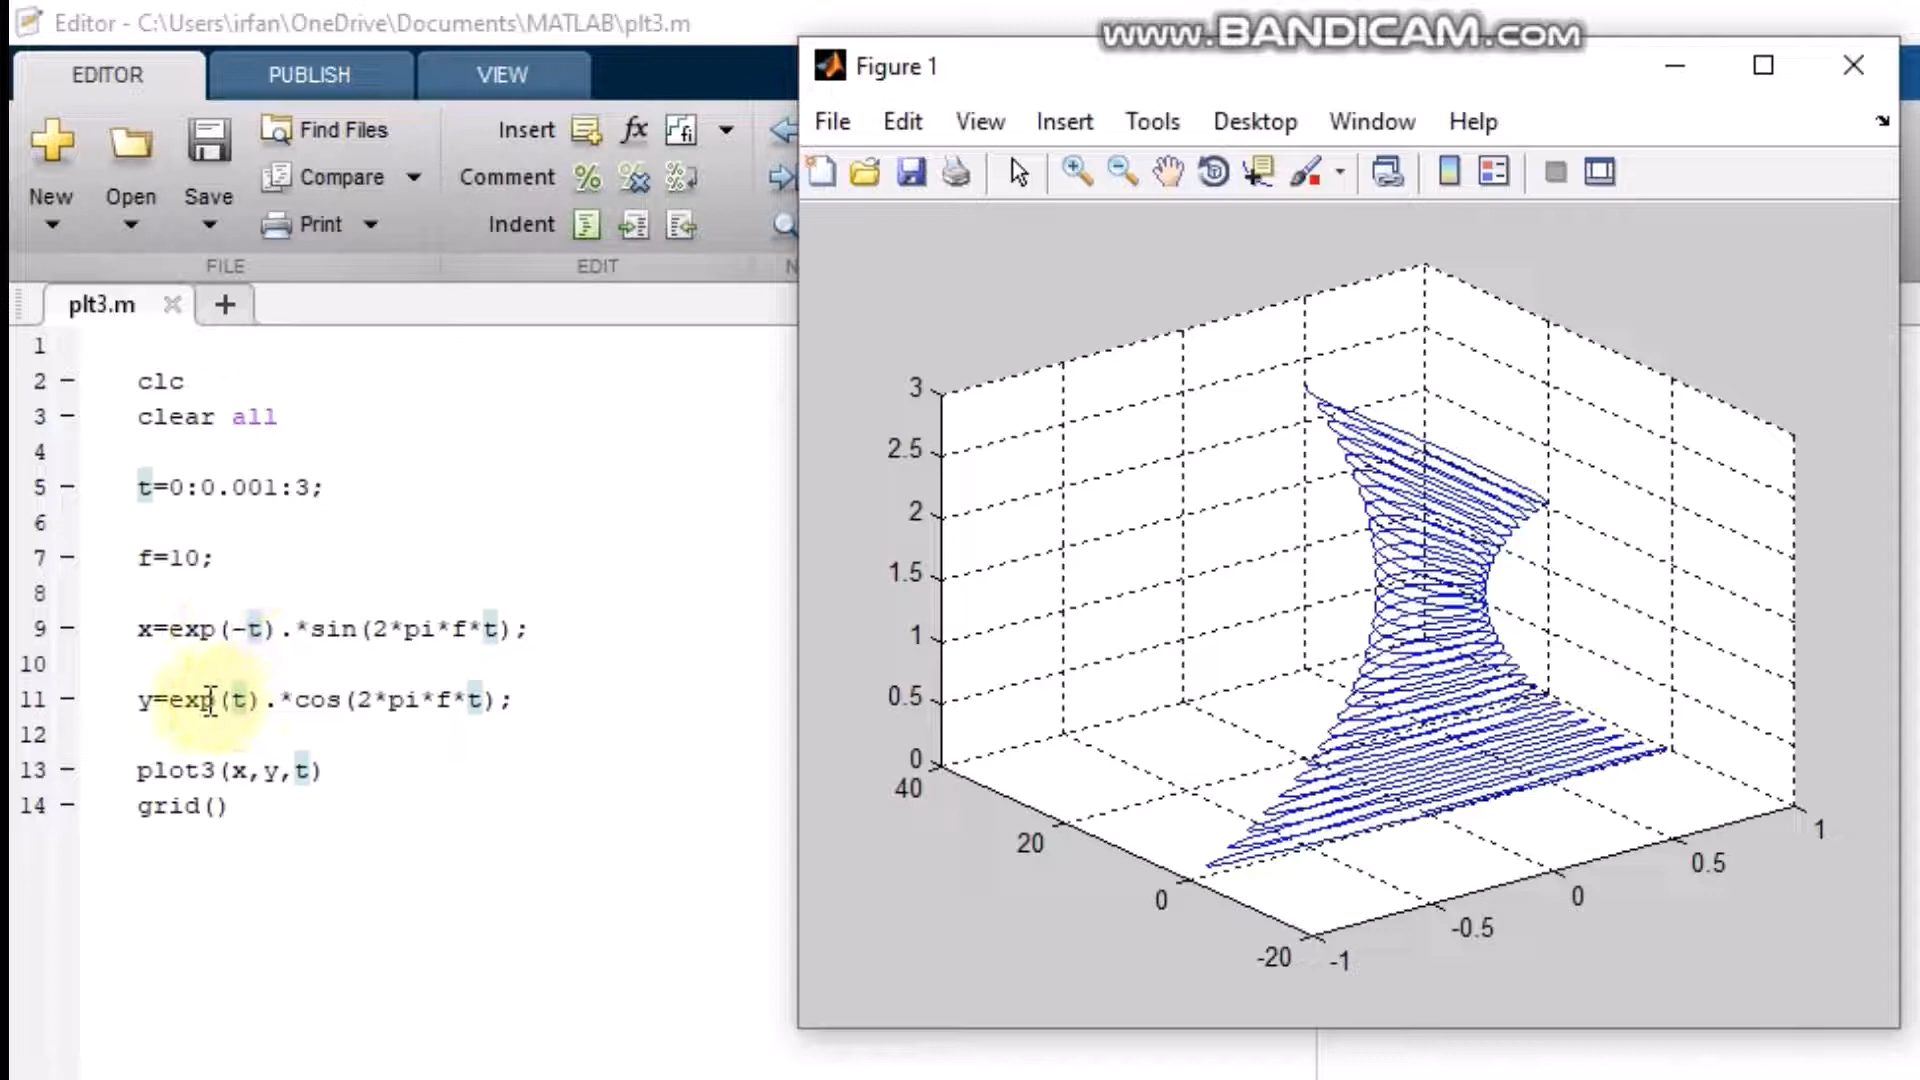 Editor - C:\Users\irfan\OneDrive\Documents\MATLAB\plt3.m
www.BANDICAM.com
EDITOR PUBLISH VIEW
New
Open
Save
Find Files
Compare
Print
FILE
Insert fx
Comment
Indent
EDIT
N
plt3.m
1
2 clc
3 clear all
4
5 t=0:0.001:3;
6
7 f=10;
8
9 x=exp(-t).*sin(2*pi*f*t);
10
11 y=exp(t).*cos(2*pi*f*t);
12
13 plot3(x,y,t)
14 grid()
Figure 1
File Edit View Insert Tools Desktop Window Help
3
2.5
2
1.5
1
0.5
0
40
20
0
-20
-1
-0.5
0
0.5
1